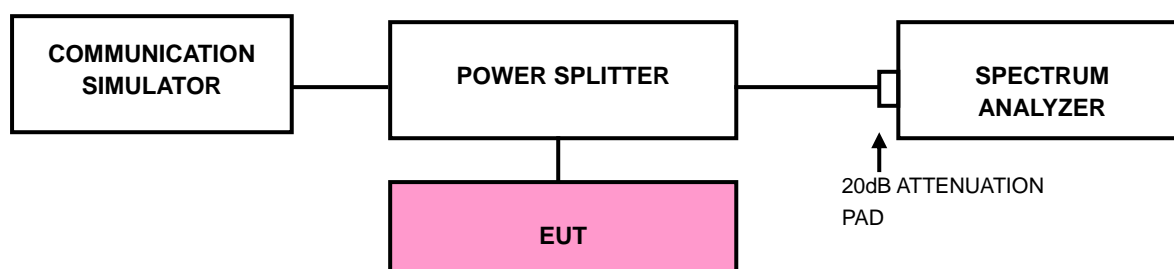 COMMUNICATION
SIMULATOR
POWER SPLITTER
SPECTRUM
ANALYZER
20dB ATTENUATION
PAD
EUT